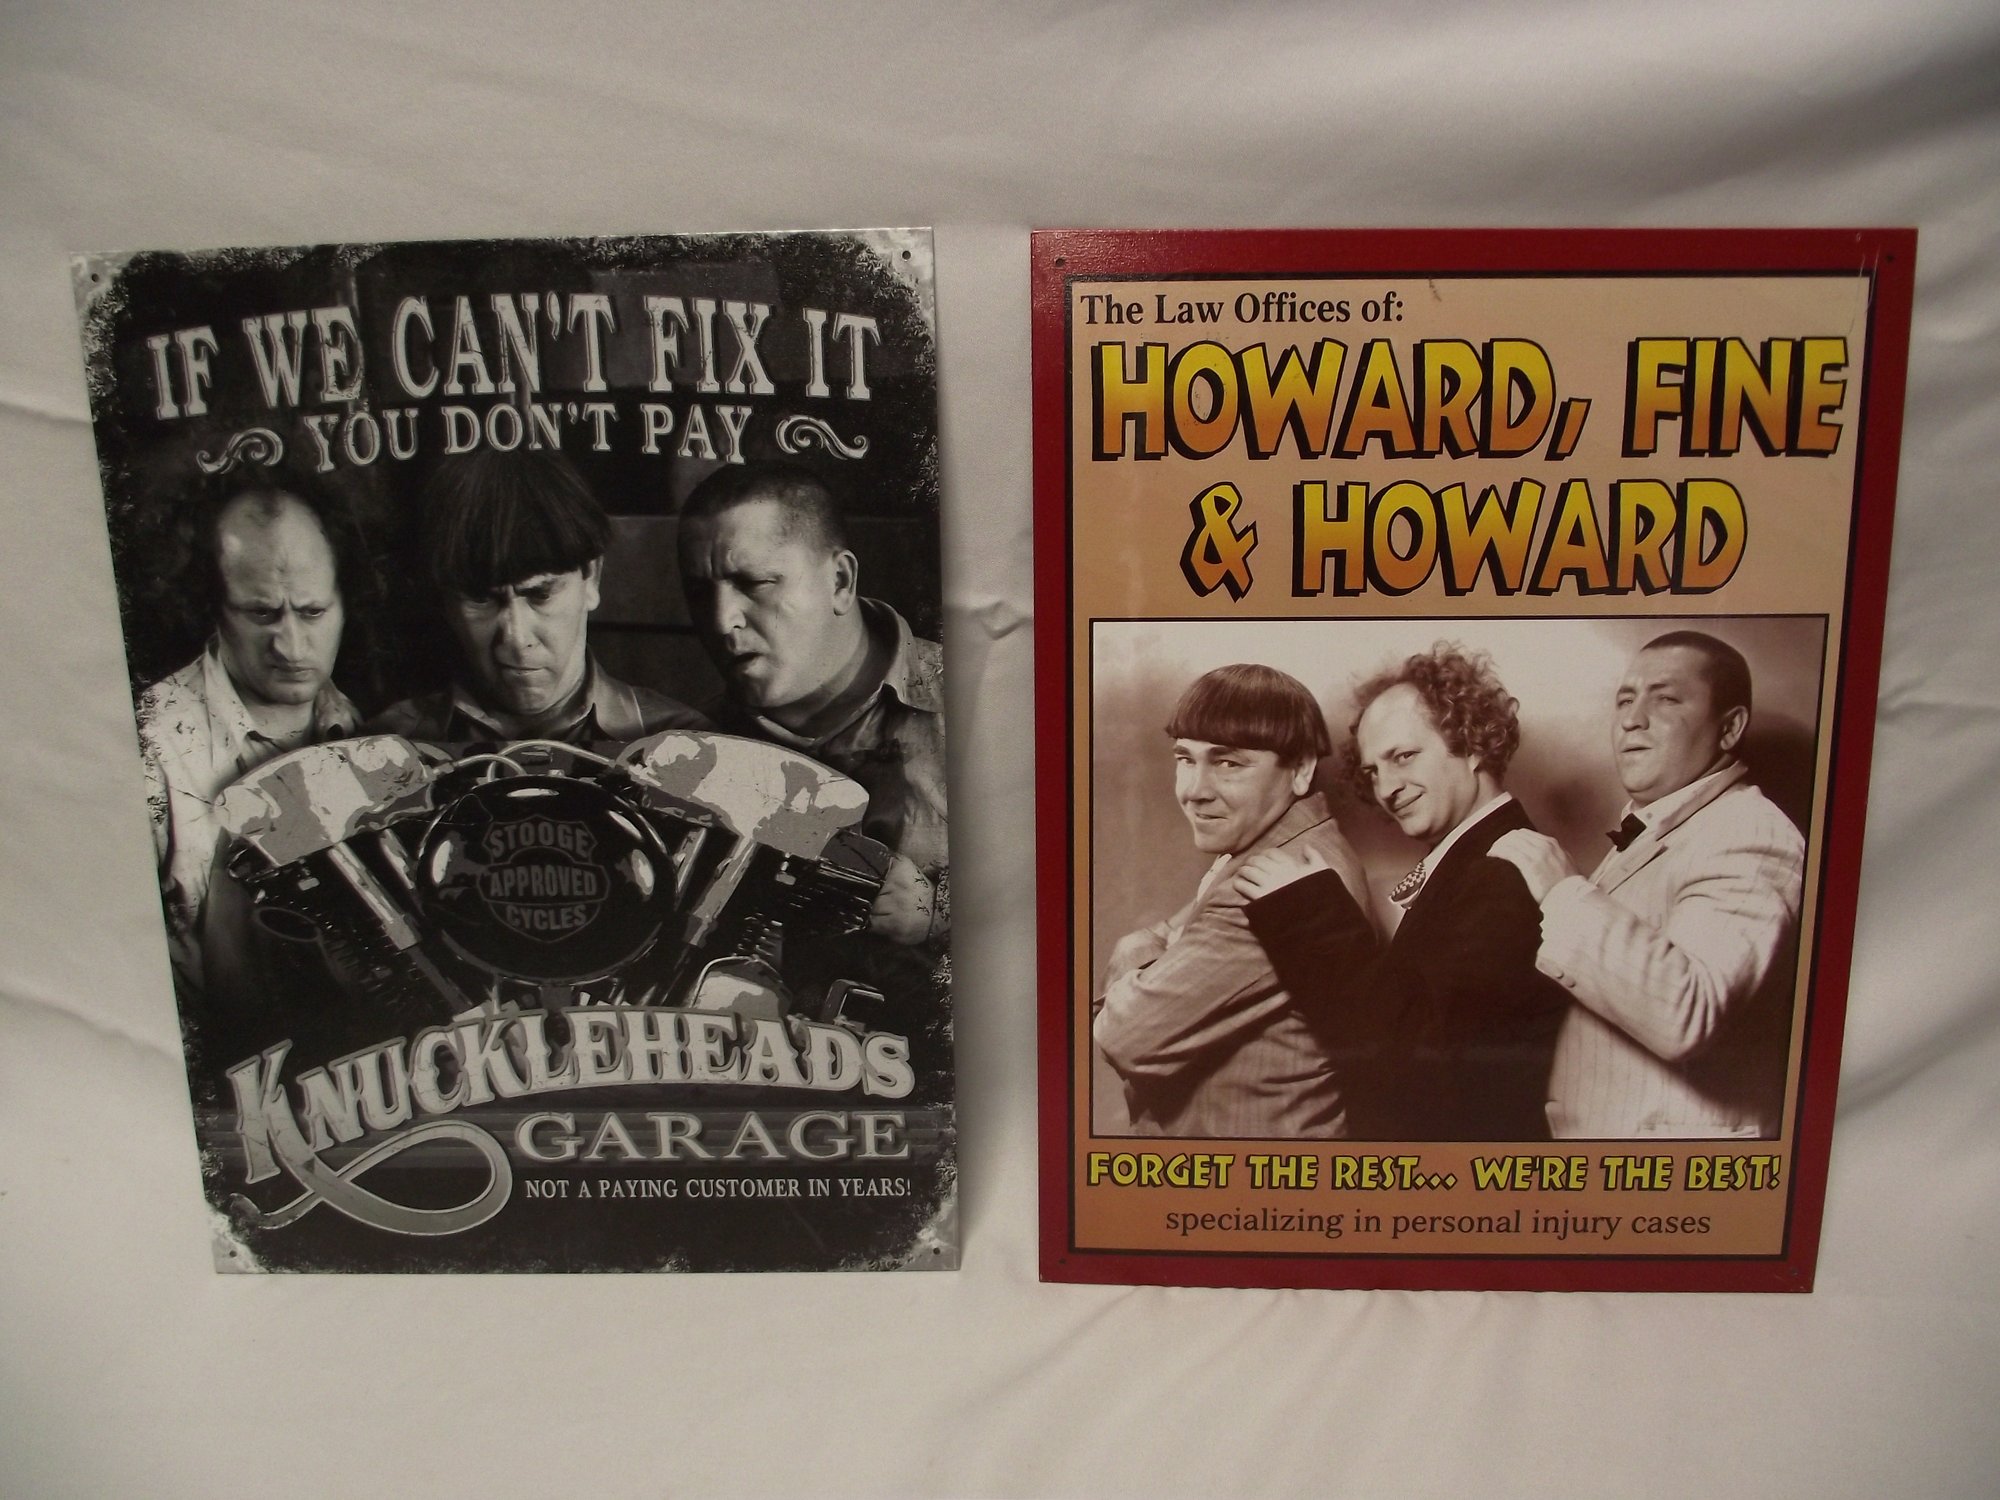 IF WE CAN'T FIX IT
YOU DON'T PAY
STOOGE
APPROVED
CYCLES
KNUCKLEHEADS
GARAGE
NOT A PAYING CUSTOMER IN YEARS!
The Law Offices of:
HOWARD, FINE
& HOWARD
FORGET THE REST... WE'RE THE BEST!
specializing in personal injury cases